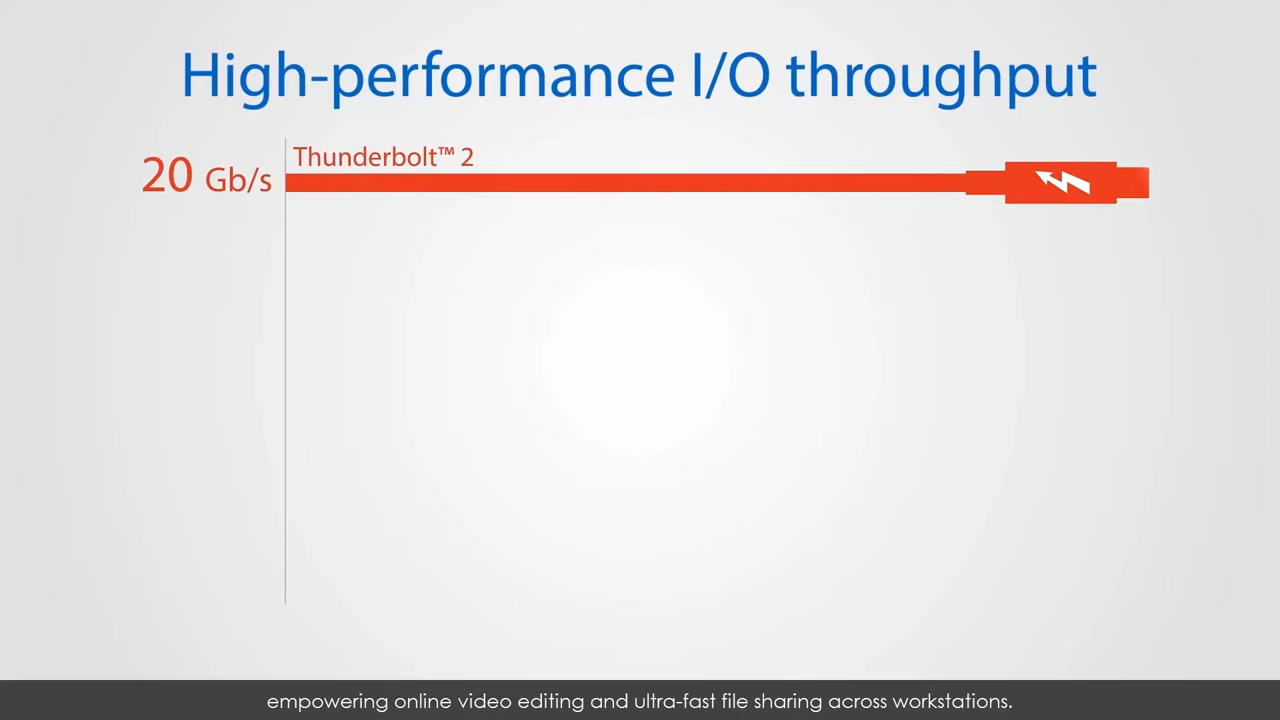 High-performance I/O throughput
Thunderbolt™ 2
20 Gb/s
empowering online video editing and ultra-fast file sharing across workstations.